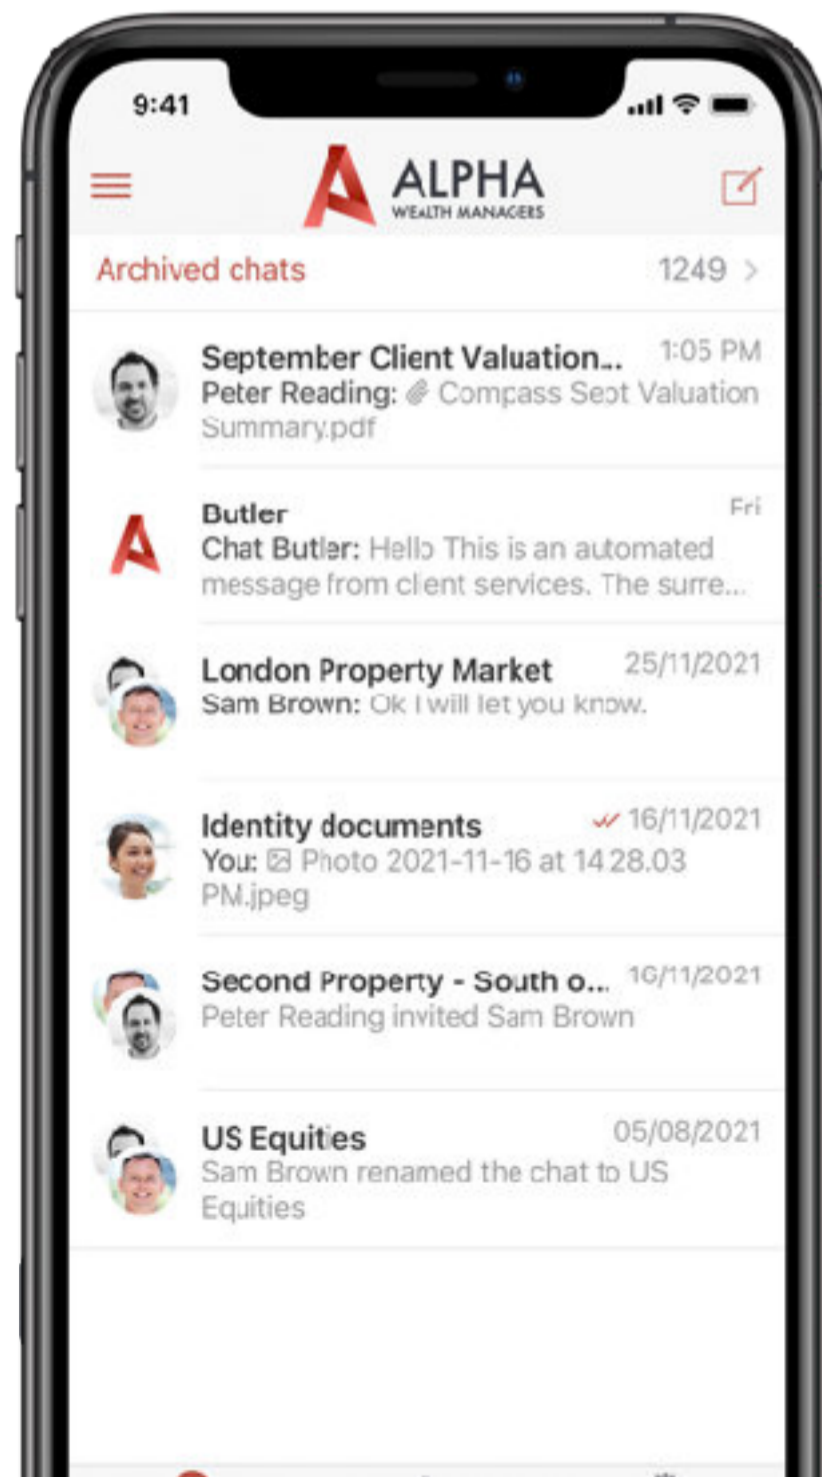 9:41
ALPHA
WEALTH MANAGERS
Archived chats 1249
September Client Valuation... 1:05 PM
Peter Reading: Compass Sept Valuation
Summary.pdf
Butler Fri
Chat Butler: Hello This is an automated
message from client services. The surre...
London Property Market 25/11/2021
Sam Brown: Ok I will let you know.
Identity documents 16/11/2021
You: Photo 2021-11-16 at 14.28.03
PM.jpeg
Second Property - South o... 16/11/2021
Peter Reading invited Sam Brown
US Equities 05/08/2021
Sam Brown renamed the chat to US
Equities